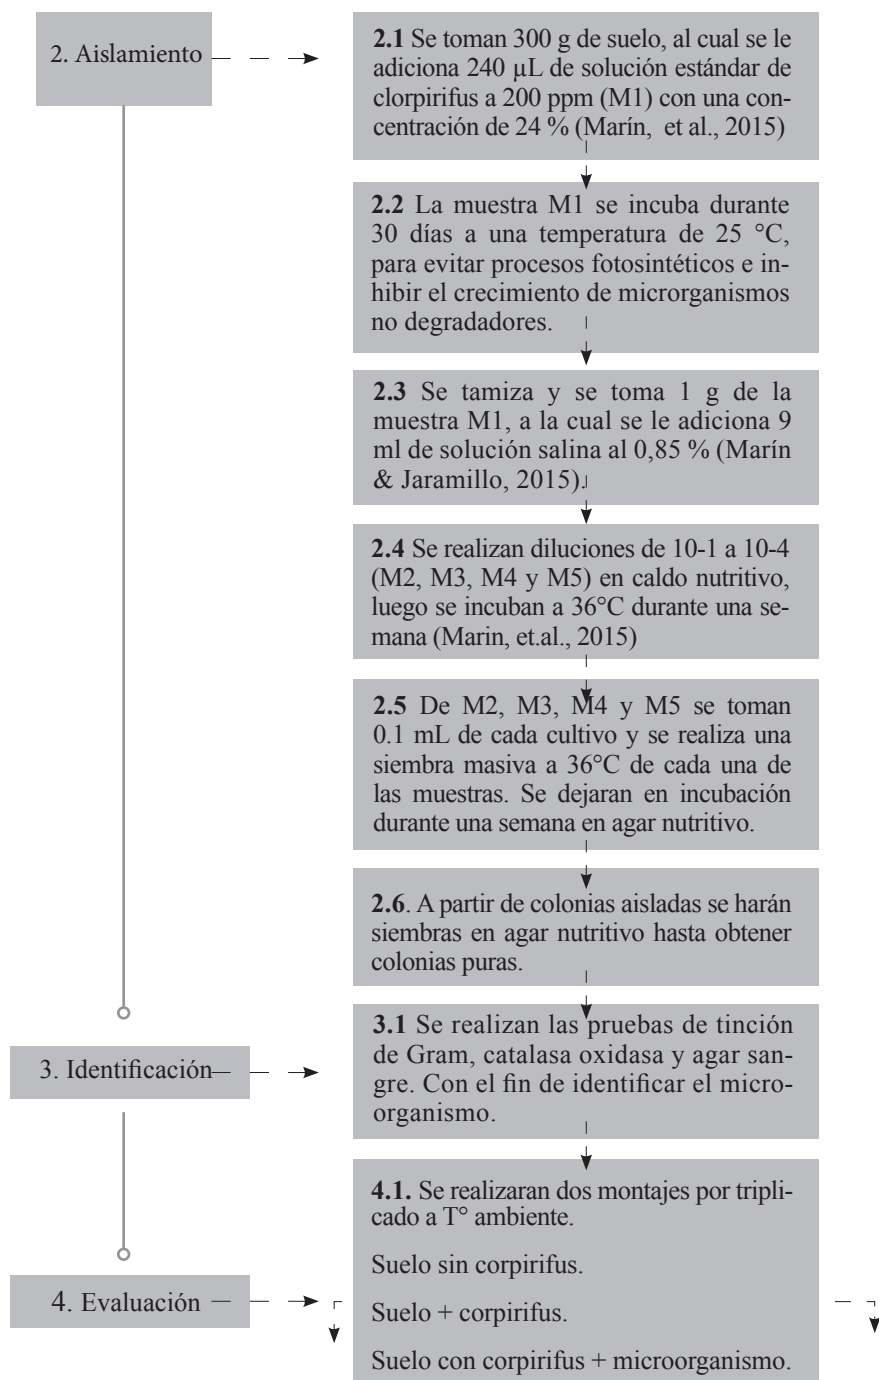 2. Aislamiento
2.1 Se toman 300 g de suelo, al cual se le
adiciona 240 µL de solución estándar de
clorpirifus a 200 ppm (M1) con una con-
centración de 24 % (Marín, et al., 2015)
2.2 La muestra M1 se incuba durante
30 días a una temperatura de 25 °C,
para evitar procesos fotosintéticos e in-
hibir el crecimiento de microrganismos
no degradadores.
2.3 Se tamiza y se toma 1 g de la
muestra M1, a la cual se le adiciona 9
ml de solución salina al 0,85 % (Marín
& Jaramillo, 2015).
2.4 Se realizan diluciones de 10-1 a 10-4
(M2, M3, M4 y M5) en caldo nutritivo,
luego se incuban a 36°C durante una se-
mana (Marin, et.al., 2015)
2.5 De M2, M3, M4 y M5 se toman
0.1 mL de cada cultivo y se realiza una
siembra masiva a 36°C de cada una de
las muestras. Se dejaran en incubación
durante una semana en agar nutritivo.
2.6. A partir de colonias aisladas se harán
siembras en agar nutritivo hasta obtener
colonias puras.
3. Identificación
3.1 Se realizan las pruebas de tinción
de Gram, catalasa oxidasa y agar san-
gre. Con el fin de identificar el micro-
organismo.
4. Evaluación
4.1. Se realizaran dos montajes por tripli-
cado a T° ambiente.
Suelo sin corpirifus.
Suelo + corpirifus.
Suelo con corpirifus + microorganismo.